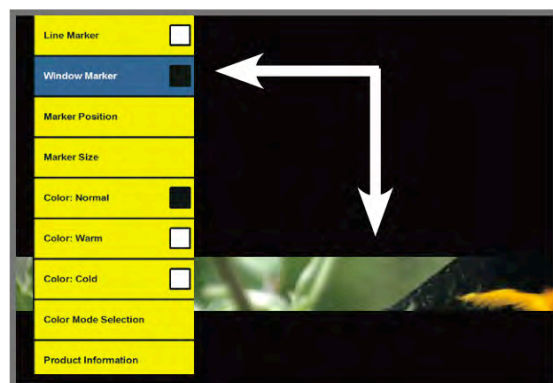 Line Marker
Window Marker
Marker Position
Marker Size
Color: Normal
Color: Warm
Color: Cold
Color Mode Selection
Product Information